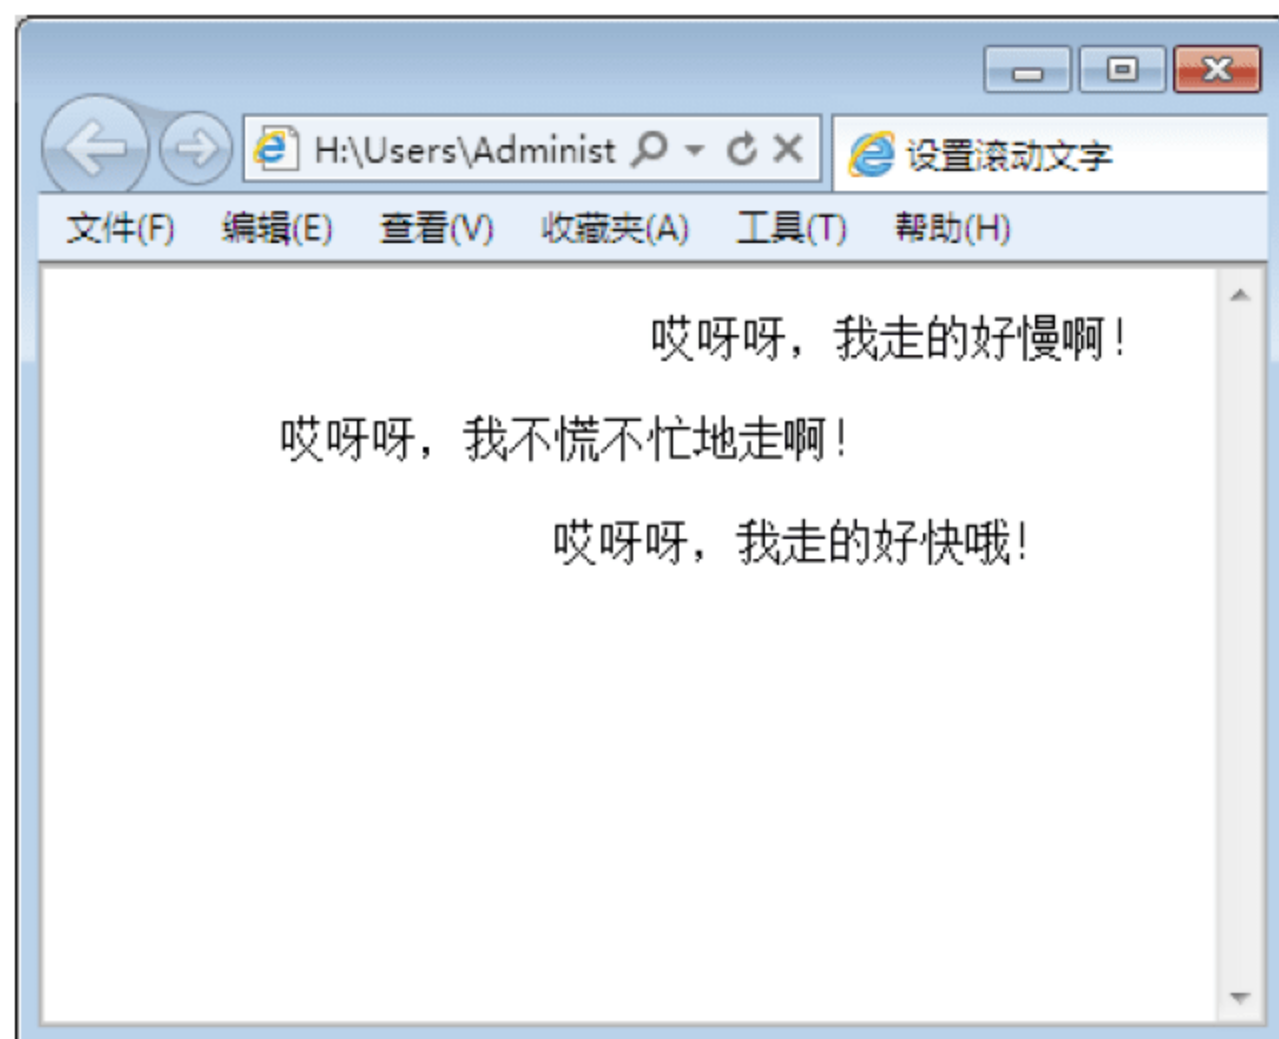 H:\Users\Administ
设置滚动文字
文件(F) 编辑(E) 查看(V) 收藏夹(A) 工具(T) 帮助(H)
哎呀呀，我走的好慢啊！
哎呀呀，我不慌不忙地走啊！
哎呀呀，我走的好快哦！